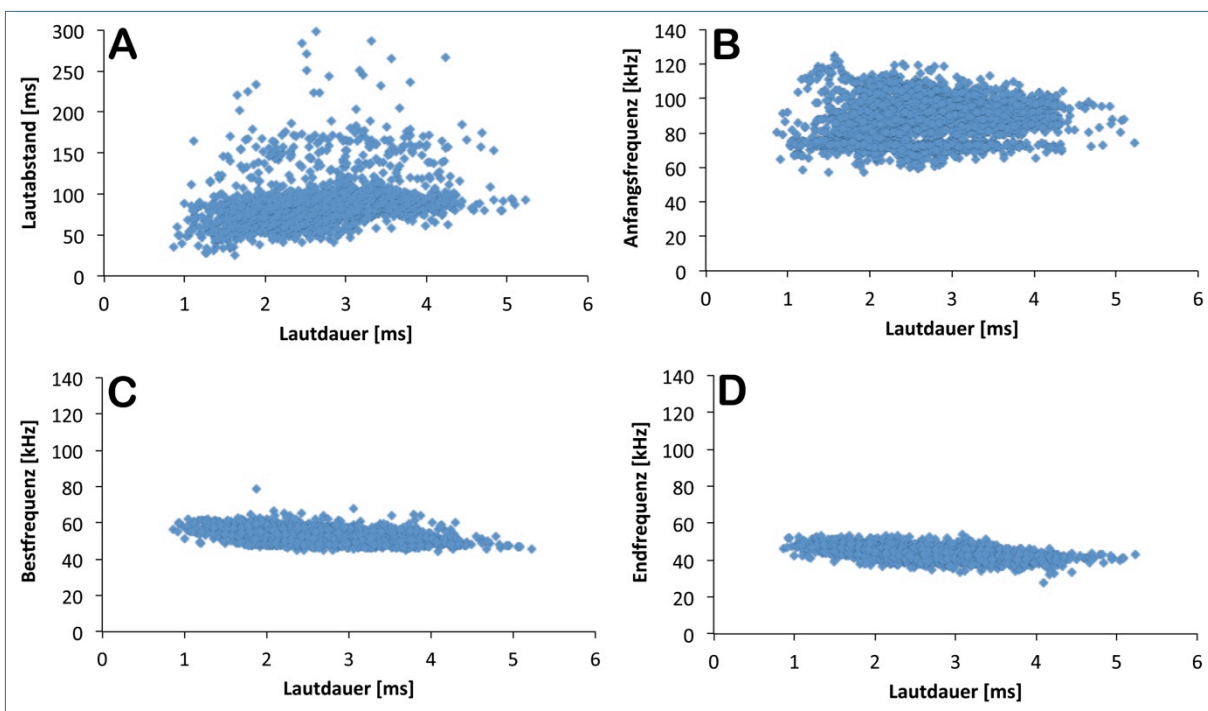 A
Lautabstand [ms]
300
250
200
150
100
50
0
0 1 2 3 4 5 6
Lautdauer [ms]
B
Anfangsfrequenz [kHz]
140
120
100
80
60
40
20
0
0 1 2 3 4 5 6
Lautdauer [ms]
C
Bestfrequenz [kHz]
140
120
100
80
60
40
20
0
0 1 2 3 4 5 6
Lautdauer [ms]
D
Endfrequenz [kHz]
140
120
100
80
60
40
20
0
0 1 2 3 4 5 6
Lautdauer [ms]